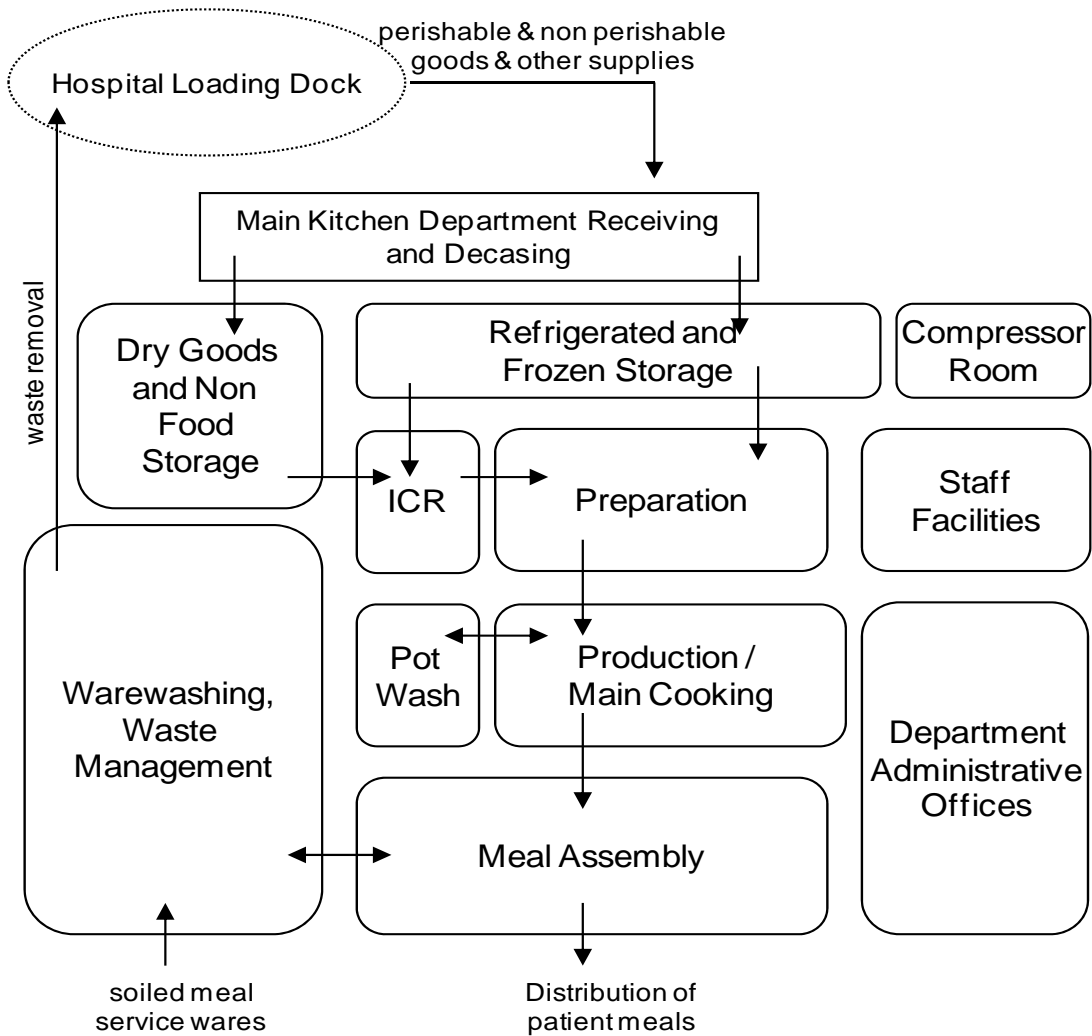 perishable & non perishable
goods & other supplies
Hospital Loading Dock
Main Kitchen Department Receiving
and Decasing
waste removal
Dry Goods
and Non
Food
Storage
Refrigerated and
Frozen Storage
Compressor
Room
ICR
Preparation
Staff
Facilities
Warewashing,
Waste
Management
Pot
Wash
Production /
Main Cooking
Department
Administrative
Offices
Meal Assembly
soiled meal
service wares
Distribution of
patient meals